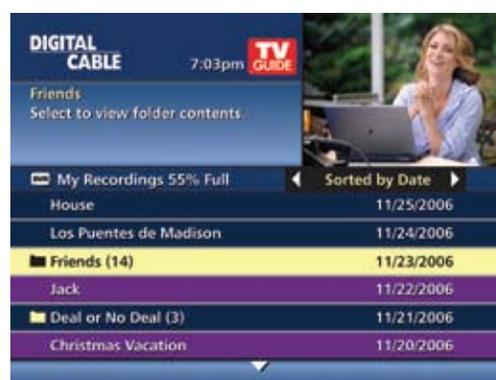 DIGITAL
CABLE
7:03pm
TV
GUIDE
Friends
Select to view folder contents.
My Recordings 55% Full
Sorted by Date
House 11/25/2006
Los Puentes de Madison 11/24/2006
Friends (14) 11/23/2006
Jack 11/22/2006
Deal or No Deal (3) 11/21/2006
Christmas Vacation 11/20/2006